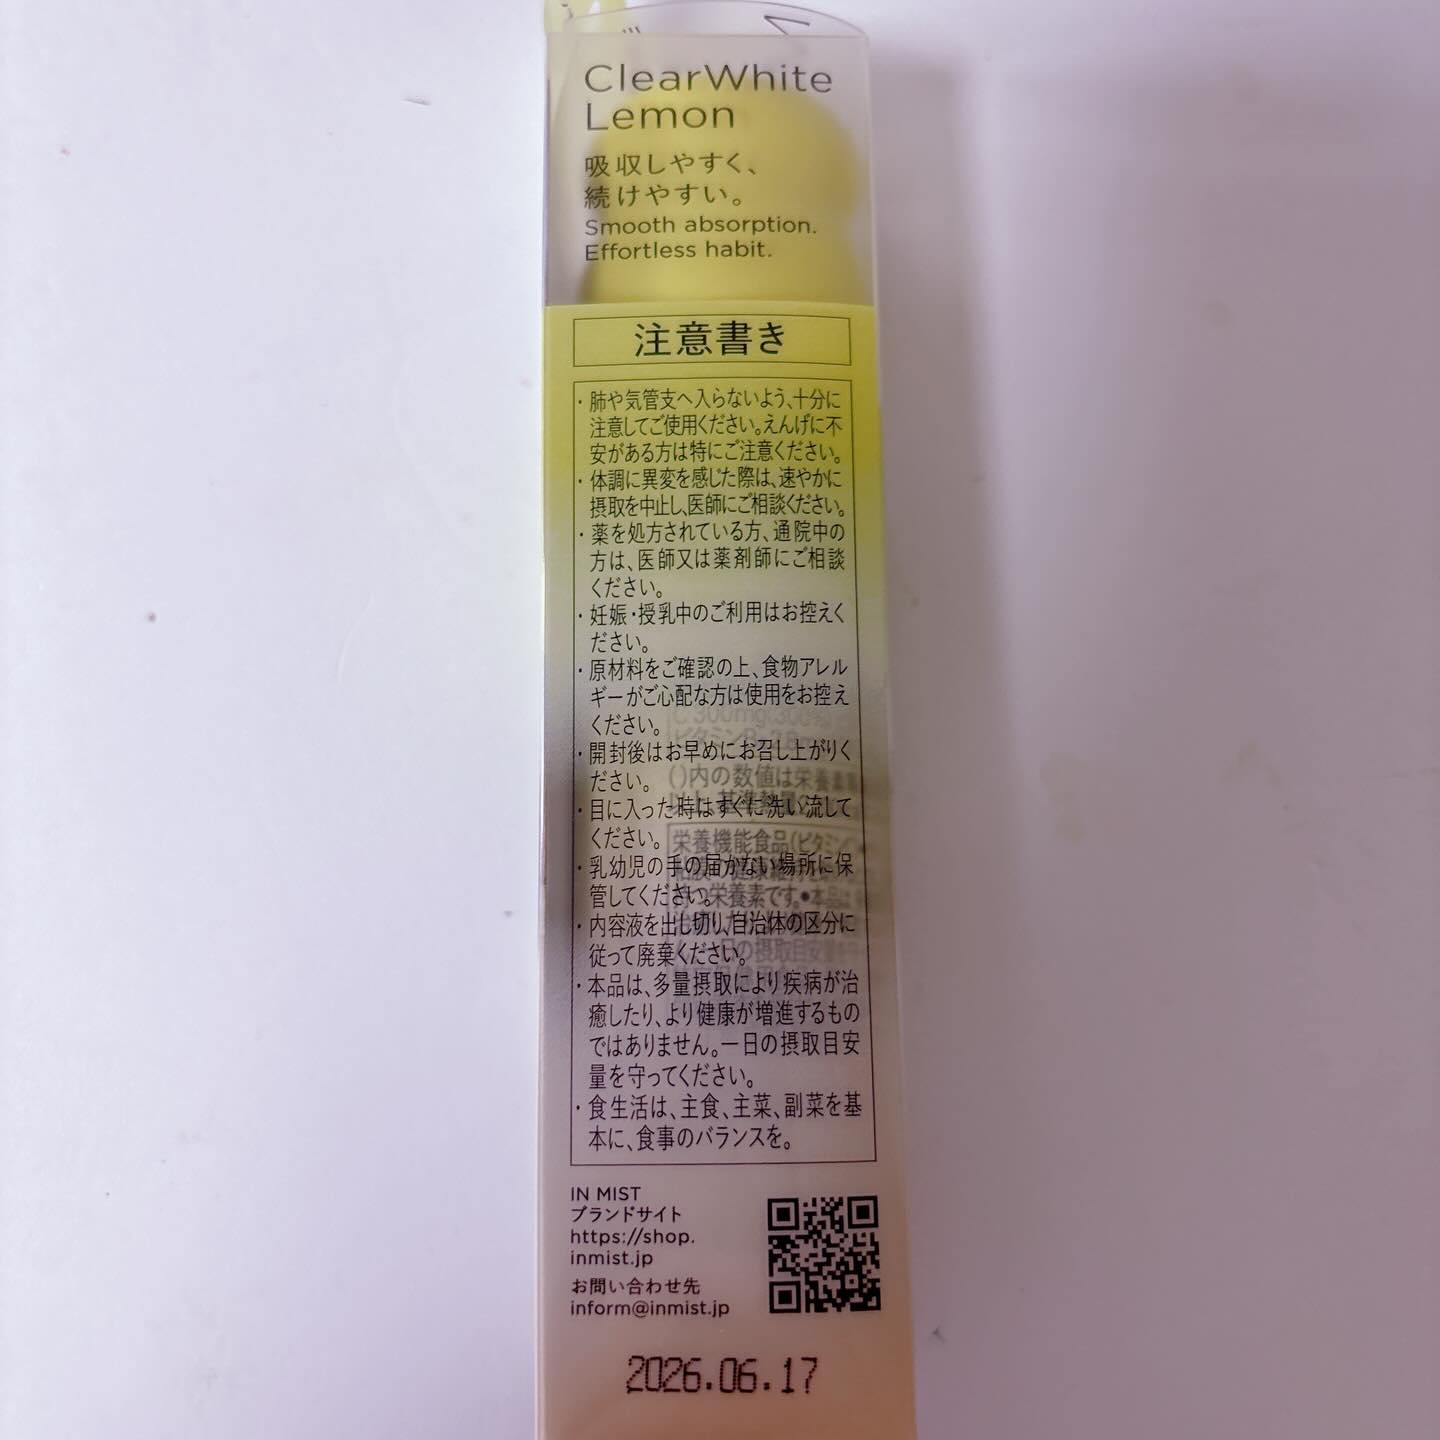 ClearWhite
Lemon
吸収しやすく、
続けやすい。
Smooth absorption.
Effortless habit.
注意書き
・肺や気管支へ入らないよう、十分に
注意してご使用ください。えんげに不
安がある方は特にご注意ください。
・体調に異変を感じた際は、速やかに
摂取を中止し、医師にご相談ください。
・薬を処方されている方、通院中の
方は、医師又は薬剤師にご相談
ください。
・妊娠・授乳中のご利用はお控えく
ださい。
・原材料をご確認の上、食物アレル
ギーがご心配な方は使用をお控え
ください。
・開封後はお早めにお召し上がりく
ださい。
・目に入った時はすぐに洗い流して
ください。
・乳幼児の手の届かない場所に保
管してください。
・内容液を出し切り、自治体の区分に
従って廃棄ください。
・本品は、多量摂取により疾病が治
癒したり、より健康が増進するもの
ではありません。一日の摂取目安
量を守ってください。
・食生活は、主食、主菜、副菜を基
本に、食事のバランスを。
IN MIST
ブランドサイト
https://shop.
inmist.jp
お問い合わせ先
inform@inmist.jp
2026.06.17